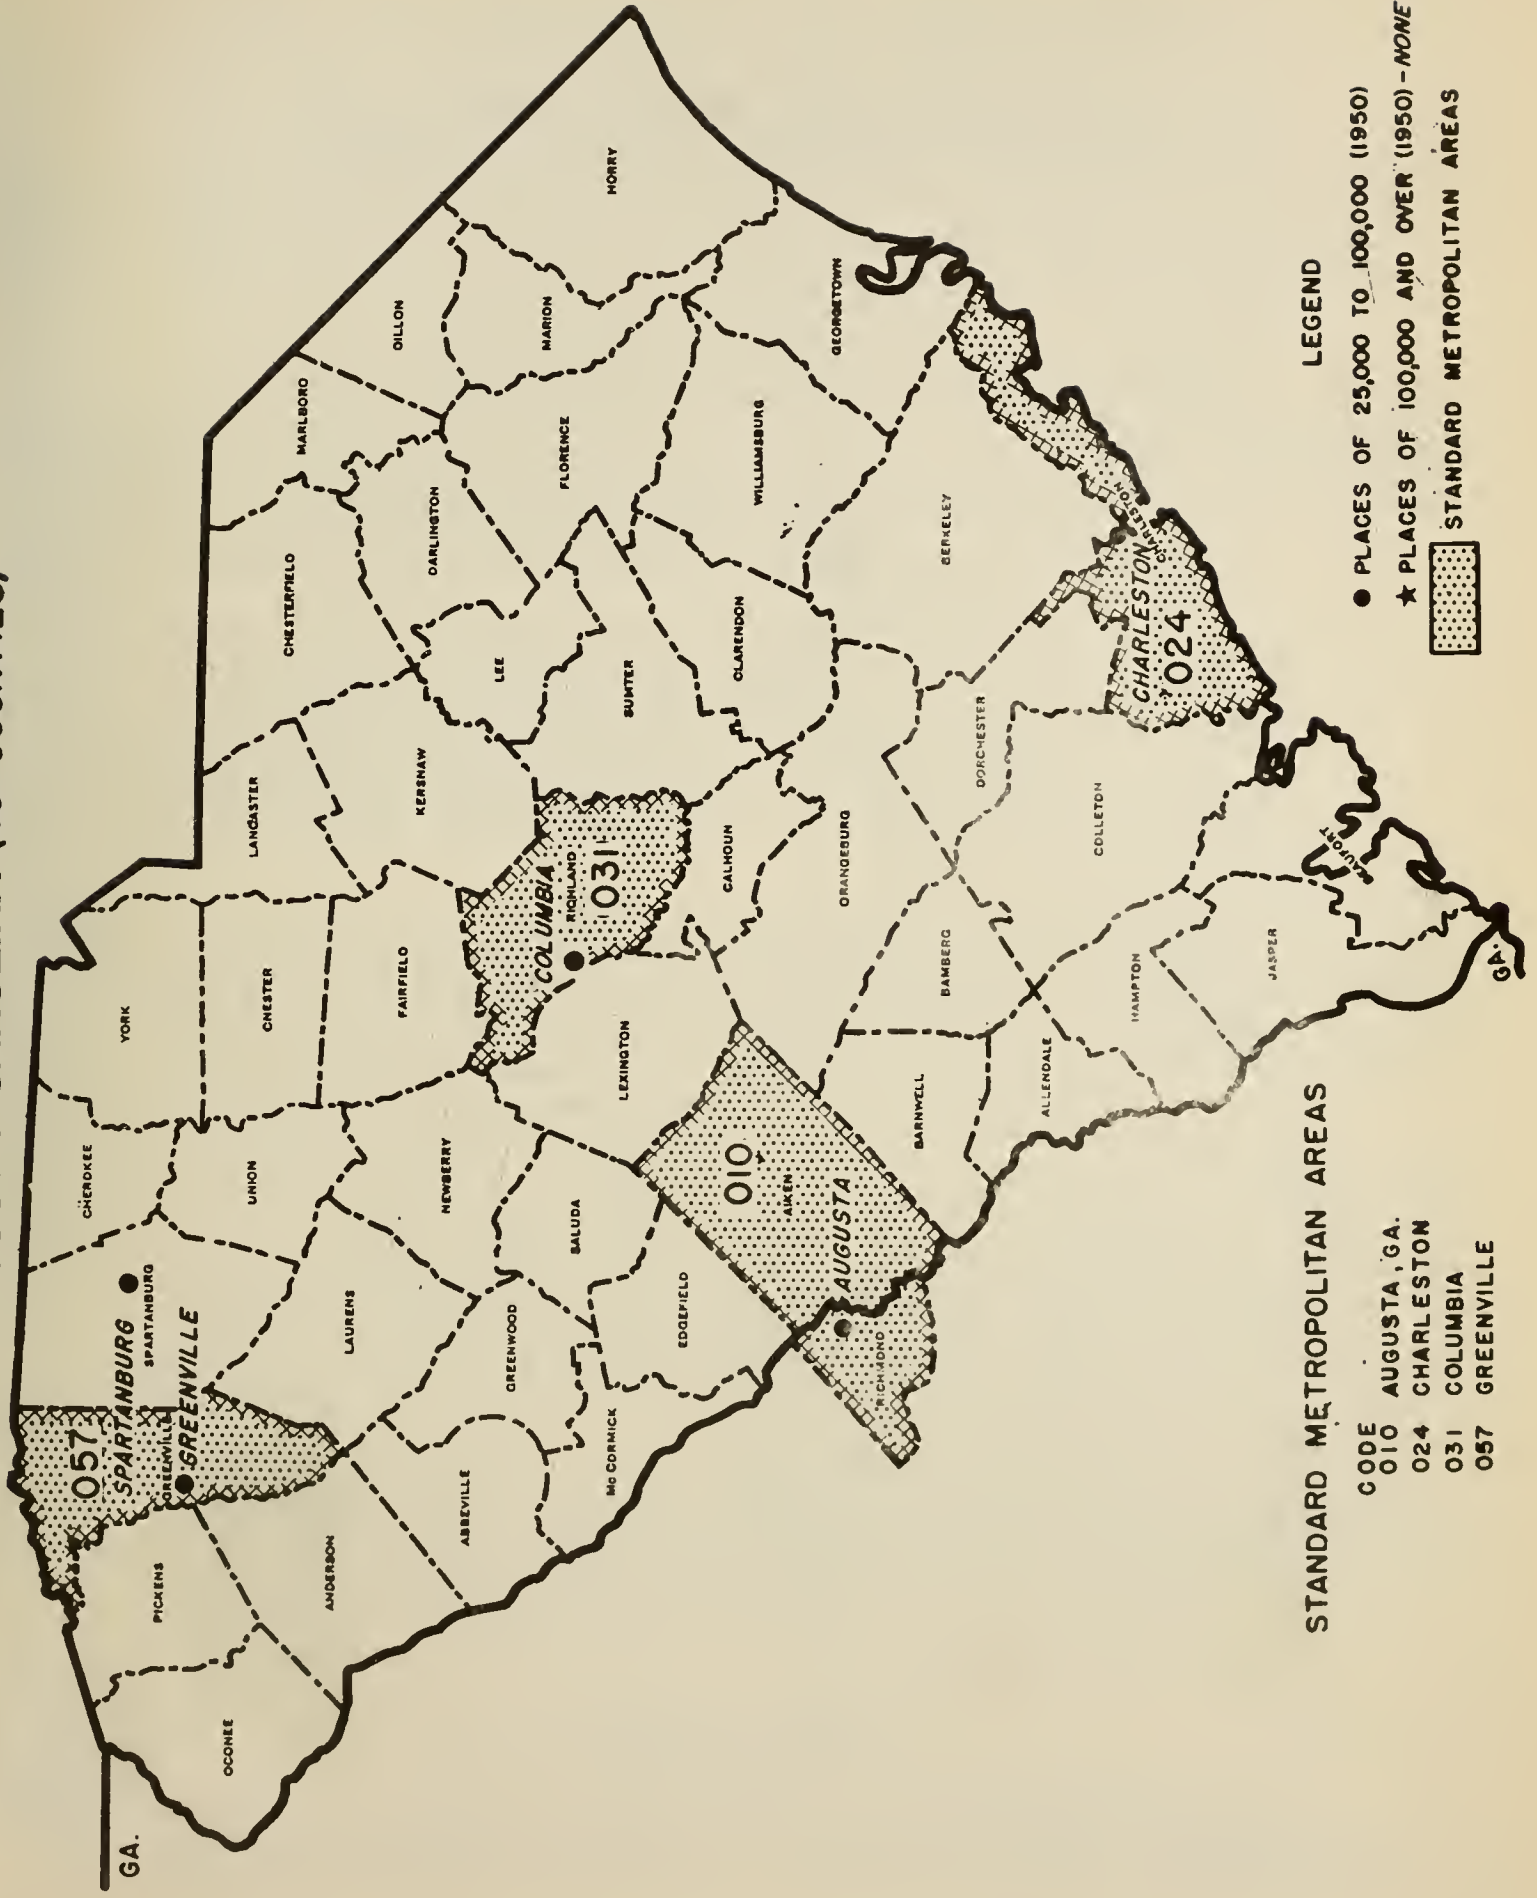 GA.
OCONEE
PICKENS
ANDERSON
057
SPARTANBURG
GREENVILLE
GREENVILLE
SPARTANBURG
CHEROKEE
UNION
LAURENS
ABBEVILLE
GREENWOOD
Mc CORMICK
YORK
CHESTER
FAIRFIELD
NEWBERRY
SALUDA
EDGEFIELD
LANCASTER
KERSHAW
COLUMBIA
RICHLAND
031
LEXINGTON
010
AIKEN
AUGUSTA
RICHMOND
CHESTERFIELD
MARLBORO
DARLINGTON
DILLON
MARION
HORRY
FLORENCE
LEE
SUMTER
CLARENDON
WILLIAMSBURG
GEORGETOWN
CALHOUN
ORANGEBURG
BERKELEY
DORCHESTER
BAMBERG
BARNWELL
ALLENDALE
HAMPTON
COLLETON
JASPER
CHARLESTON
CHARLESTON
024
GA.
LEGEND
● PLACES OF 25,000 TO 100,000 (1950)
★ PLACES OF 100,000 AND OVER (1950) - NONE
STANDARD METROPOLITAN AREAS
STANDARD METROPOLITAN AREAS
CODE
010 AUGUSTA, GA.
024 CHARLESTON
031 COLUMBIA
057 GREENVILLE